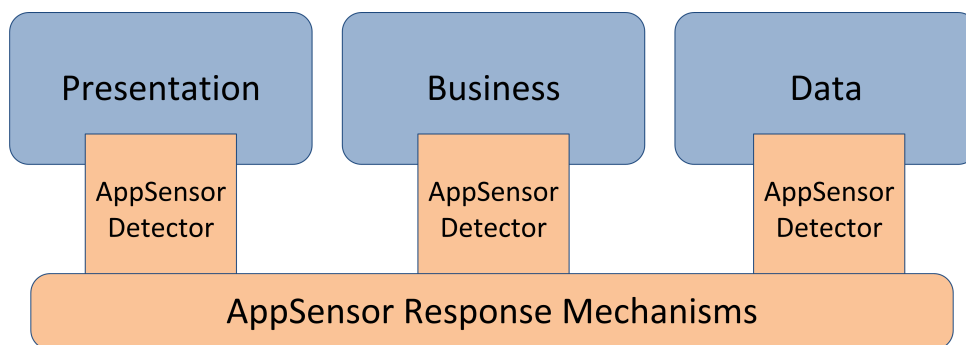 Presentation
Business
Data
AppSensor
Detector
AppSensor
Detector
AppSensor
Detector
AppSensor Response Mechanisms